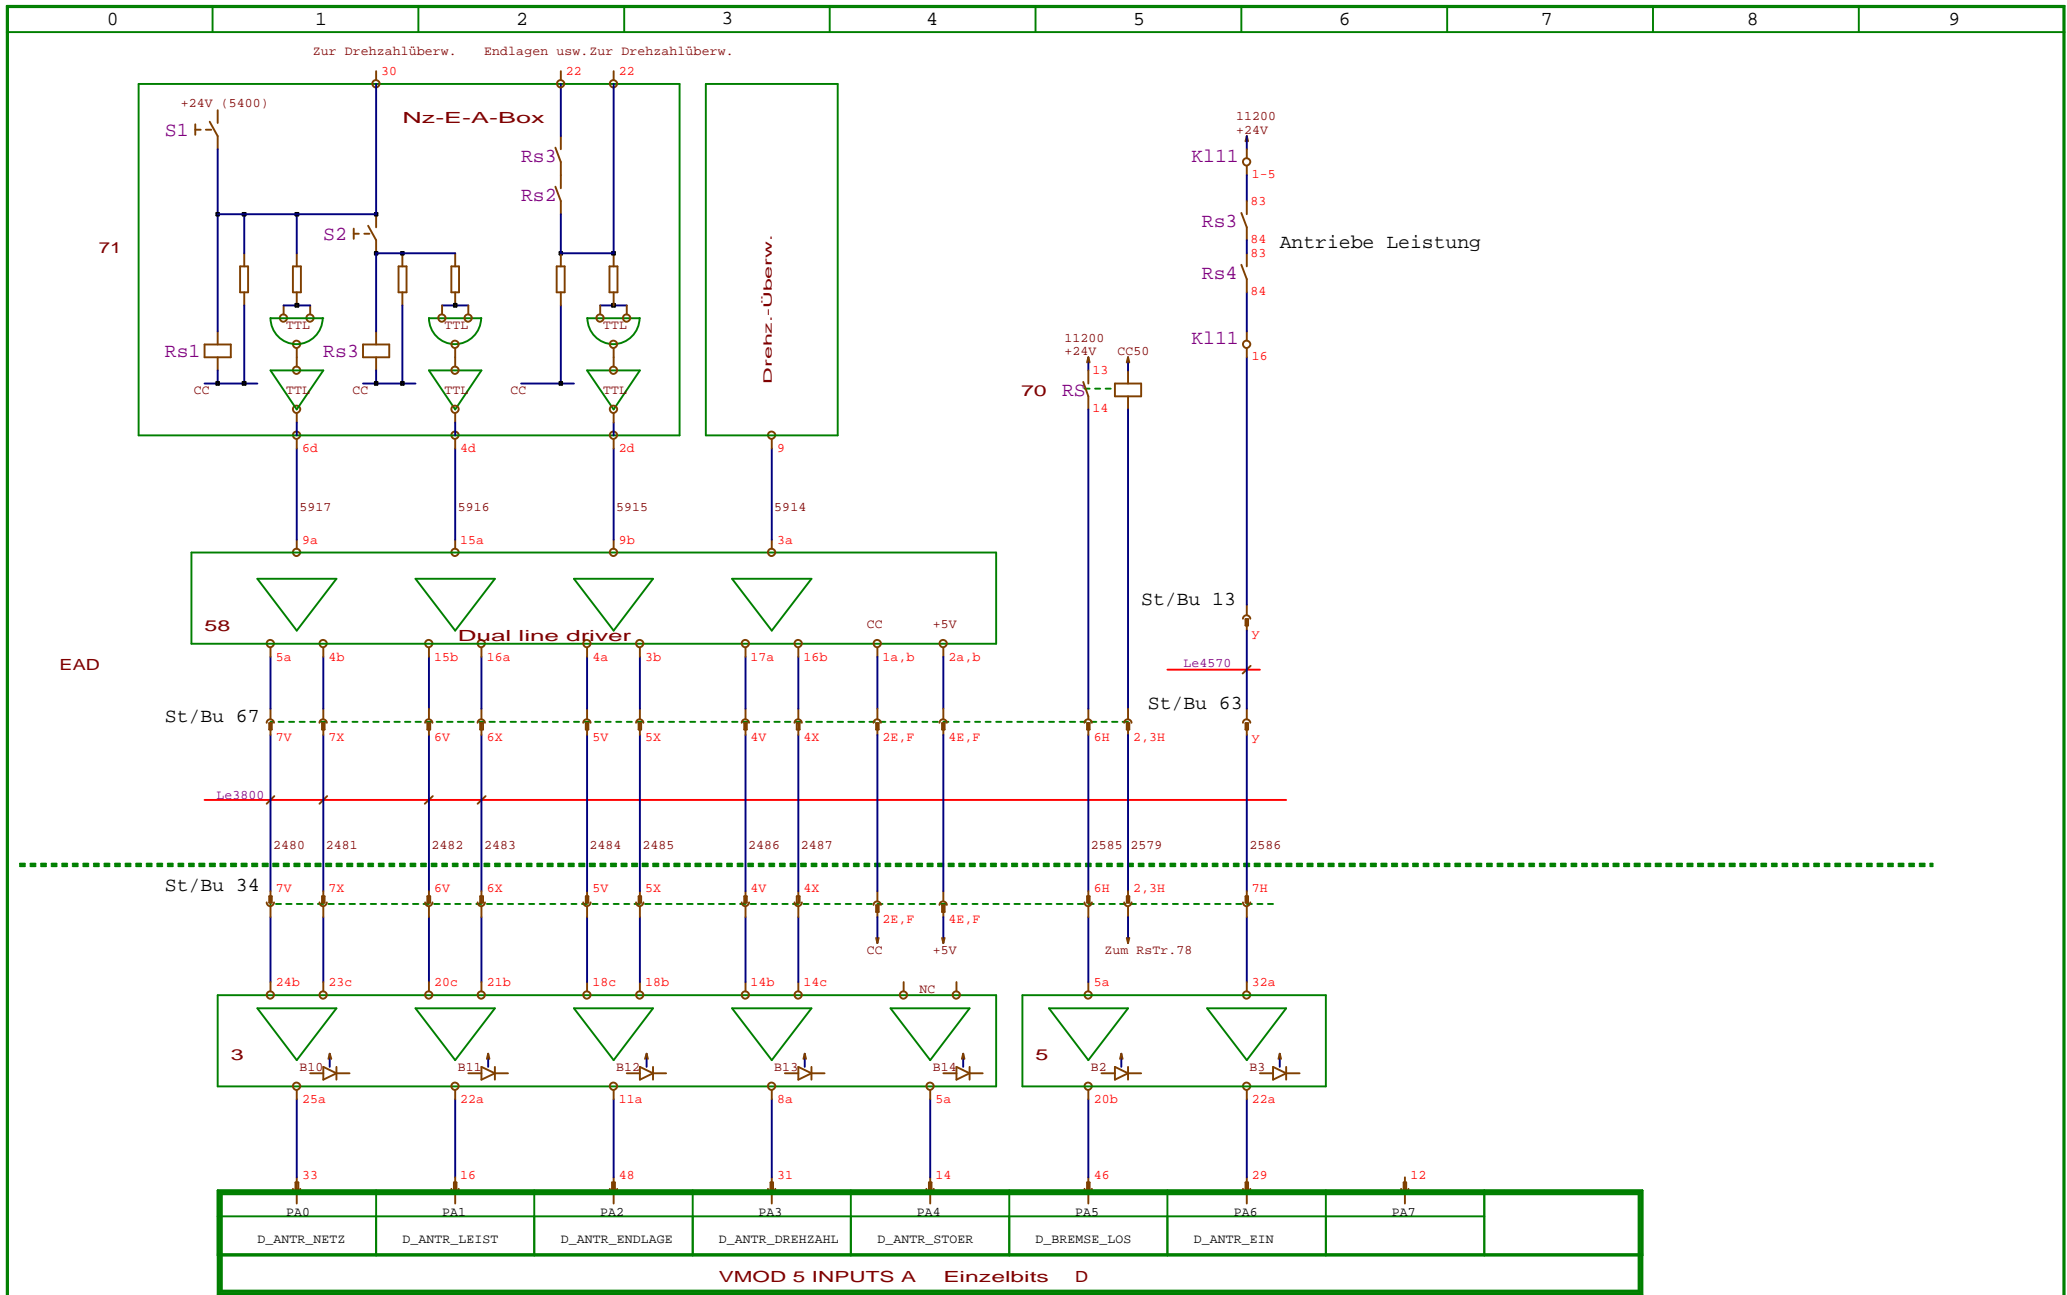 0 1 2 3 4 5 6 7 8 9
Zur Drehzahlüberw. Endlagen usw. Zur Drehzahlüberw.
30 22 22
+24V (5400)
Nz-E-A-Box
S1
11200
+24V
Rs3
Kl11
1-5
Rs2
83
Rs3
S2
84
Antriebe Leistung
71
83
Drehz.-Überw.
Rs4
84
TTL TTL TTL
11200
Kl11
Rs1 Rs3
+24V CC50
16
13
CC TTL CC TTL CC TTL
70 RS
14
6d 4d 2d 9
5917 5916 5915 5914
9a 15a 9b 3a
St/Bu 13
58
CC +5V
Dual line driver
y
5a 4b 15b 16a 4a 3b 17a 16b 1a,b 2a,b
EAD
Le4570
St/Bu 63
St/Bu 67
7V 7X 6V 6X 5V 5X 4V 4X 2E,F 4E,F 6H 2,3H y
Le3800
2480 2481 2482 2483 2484 2485 2486 2487 2585 2579 2586
St/Bu 34
7V 7X 6V 6X 5V 5X 4V 4X 6H 2,3H 7H
2E,F 4E,F
CC +5V Zum RsTr.78
24b 23c 20c 21b 18c 18b 14b 14c NC 5a 32a
3 5
B10 B11 B12 B13 B14 B2 B3
25a 22a 11a 8a 5a 20b 22a
33 16 48 31 14 46 29 12
PA0 PA1 PA2 PA3 PA4 PA5 PA6 PA7
D_ANTR_NETZ D_ANTR_LEIST D_ANTR_ENDLAGE D_ANTR_DREHZAHL D_ANTR_STOER D_BREMSE_LOS D_ANTR_EIN
VMOD 5 INPUTS A Einzelbits D